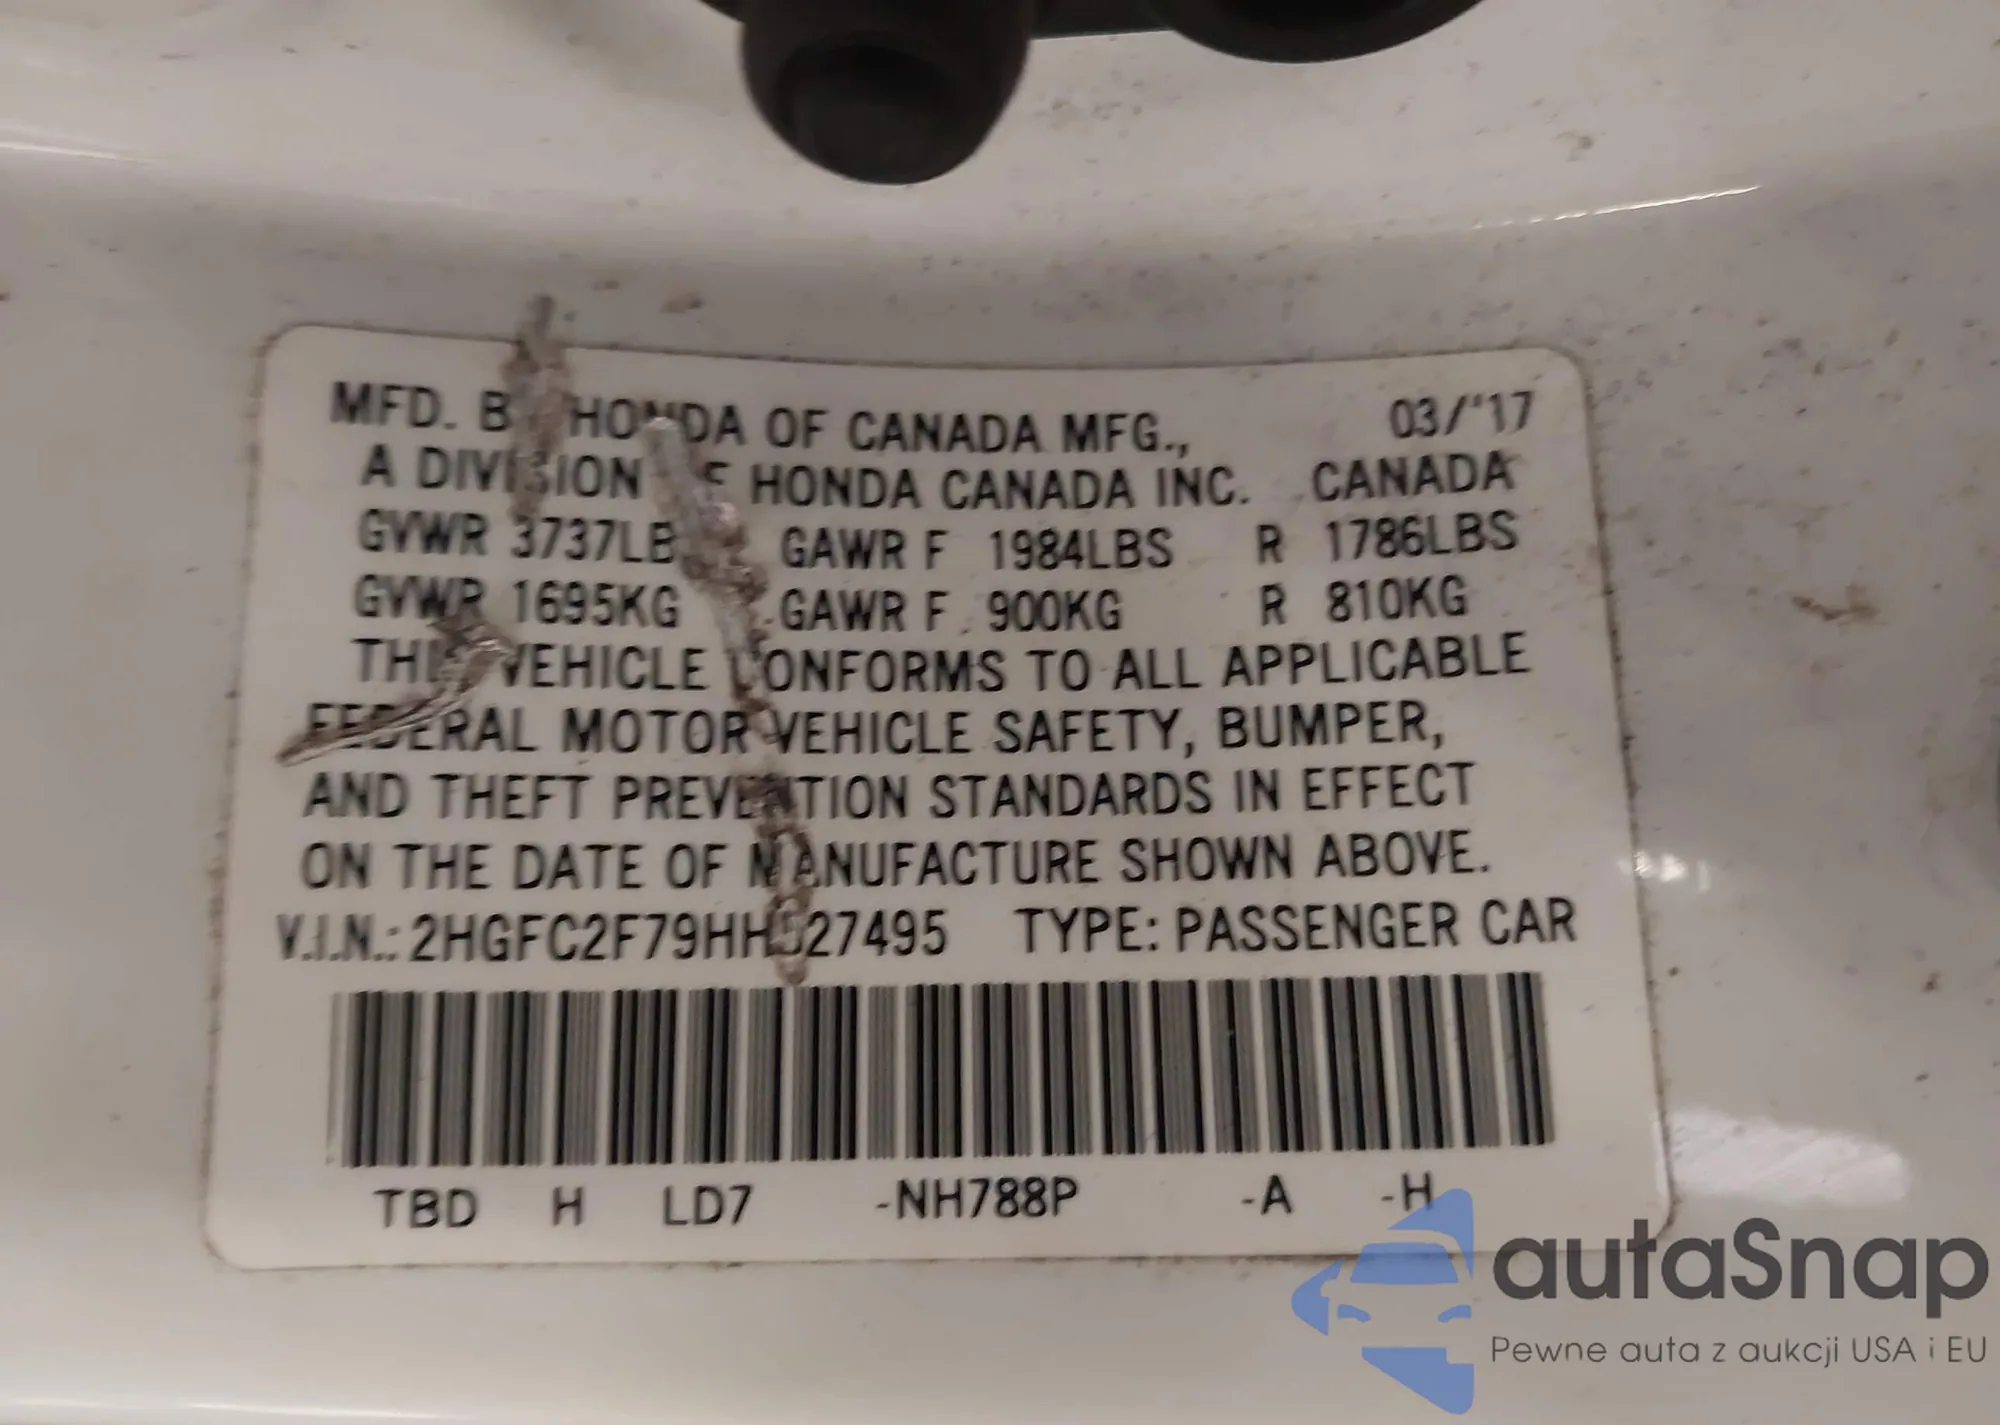 MFD. BY HONDA OF CANADA MFG., 03/'17
A DIVISION OF HONDA CANADA INC. CANADA
GVWR 3737LBS GAWR F 1984LBS R 1786LBS
GVWR 1695KG GAWR F 900KG R 810KG
THIS VEHICLE CONFORMS TO ALL APPLICABLE
FEDERAL MOTOR VEHICLE SAFETY, BUMPER,
AND THEFT PREVENTION STANDARDS IN EFFECT
ON THE DATE OF MANUFACTURE SHOWN ABOVE.
V.I.N.: TYPE: PASSENGER CAR
TBD H LD7 -NH788P -A -H
autaSnap
Pewne auta z aukcji USA i EU